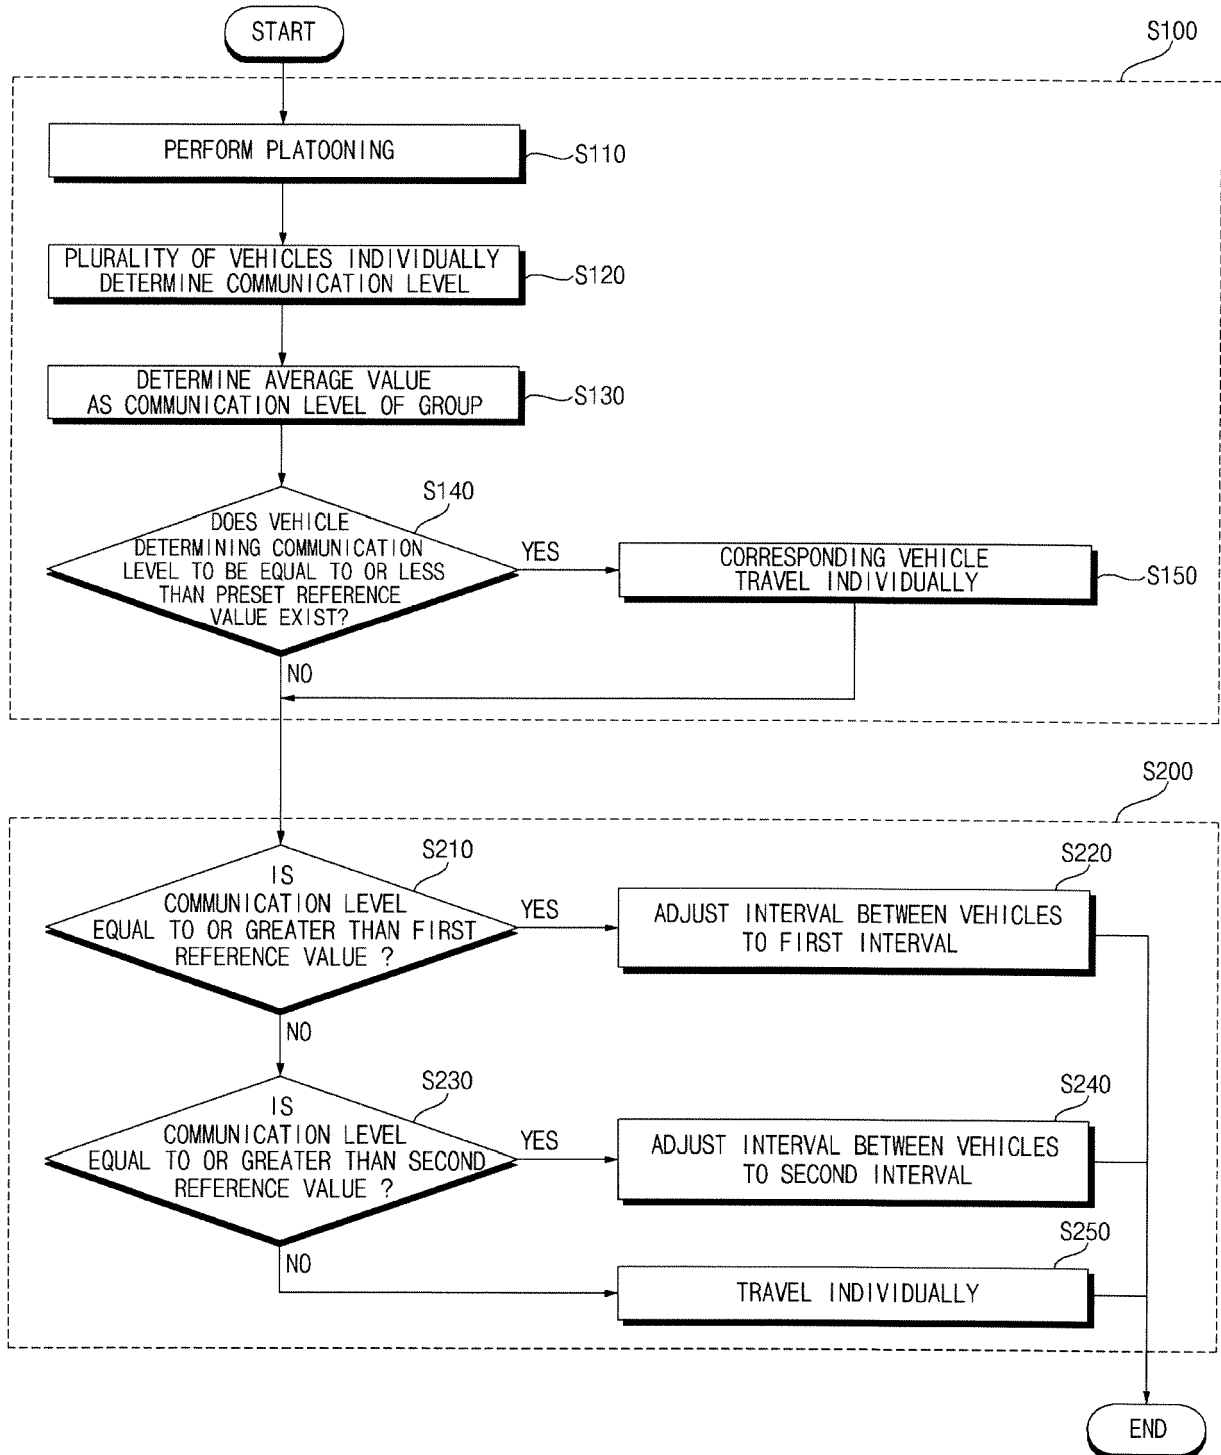 START
S100
PERFORM PLATOONING
S110
PLURALITY OF VEHICLES INDIVIDUALLY
DETERMINE COMMUNICATION LEVEL
S120
DETERMINE AVERAGE VALUE
AS COMMUNICATION LEVEL OF GROUP
S130
S140
DOES VEHICLE
DETERMINING COMMUNICATION
LEVEL TO BE EQUAL TO OR LESS
THAN PRESET REFERENCE
VALUE EXIST?
YES
CORRESPONDING VEHICLE
TRAVEL INDIVIDUALLY
S150
NO
S200
S210
IS
COMMUNICATION LEVEL
EQUAL TO OR GREATER THAN FIRST
REFERENCE VALUE ?
YES
S220
ADJUST INTERVAL BETWEEN VEHICLES
TO FIRST INTERVAL
NO
S230
IS
COMMUNICATION LEVEL
EQUAL TO OR GREATER THAN SECOND
REFERENCE VALUE ?
YES
S240
ADJUST INTERVAL BETWEEN VEHICLES
TO SECOND INTERVAL
NO
S250
TRAVEL INDIVIDUALLY
END